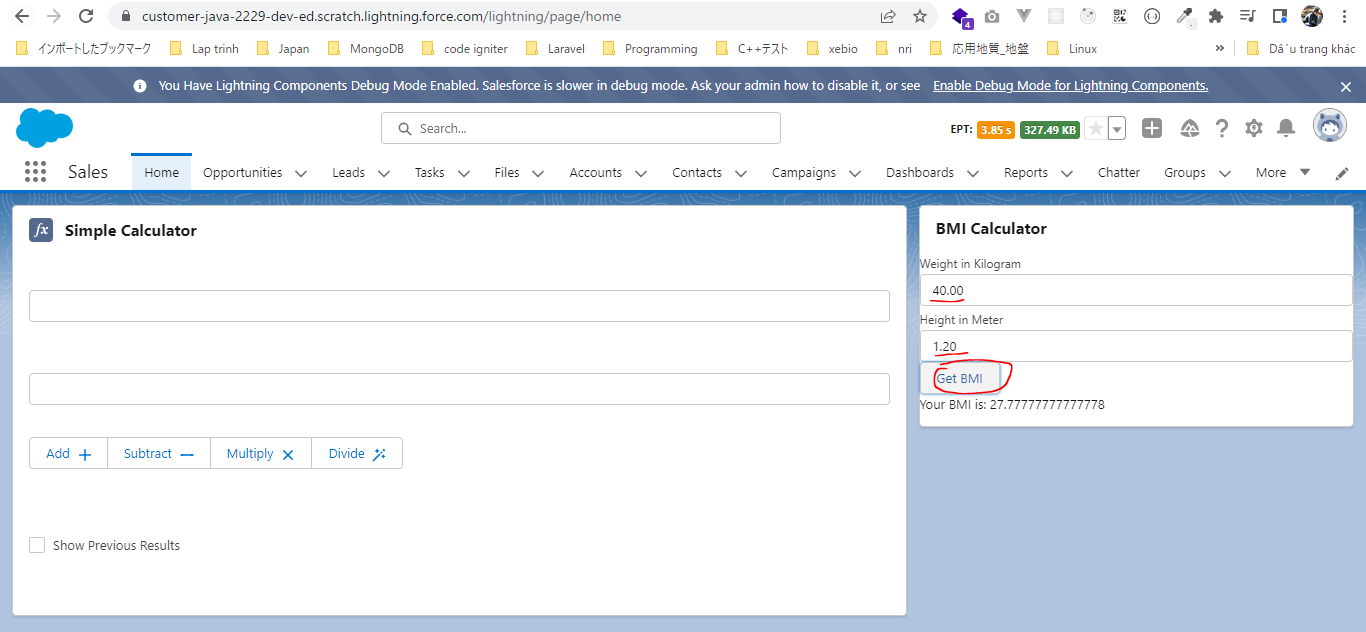 customer-java-2229-dev-ed.scratch.lightning.force.com/lightning/page/home
4
インポートしたブックマーク Lap trinh Japan MongoDB code igniter Laravel Programming C++テスト xebio nri 応用地質_地盤 Linux » Dấu trang khác
You Have Lightning Components Debug Mode Enabled. Salesforce is slower in debug mode. Ask your admin how to disable it, or see Enable Debug Mode for Lightning Components.
Search...
EPT: 3.85 s 327.49 KB
Sales Home Opportunities Leads Tasks Files Accounts Contacts Campaigns Dashboards Reports Chatter Groups More
fx Simple Calculator
Add Subtract Multiply Divide
Show Previous Results
BMI Calculator
Weight in Kilogram
40.00
Height in Meter
1.20
Get BMI
Your BMI is: 27.77777777777778